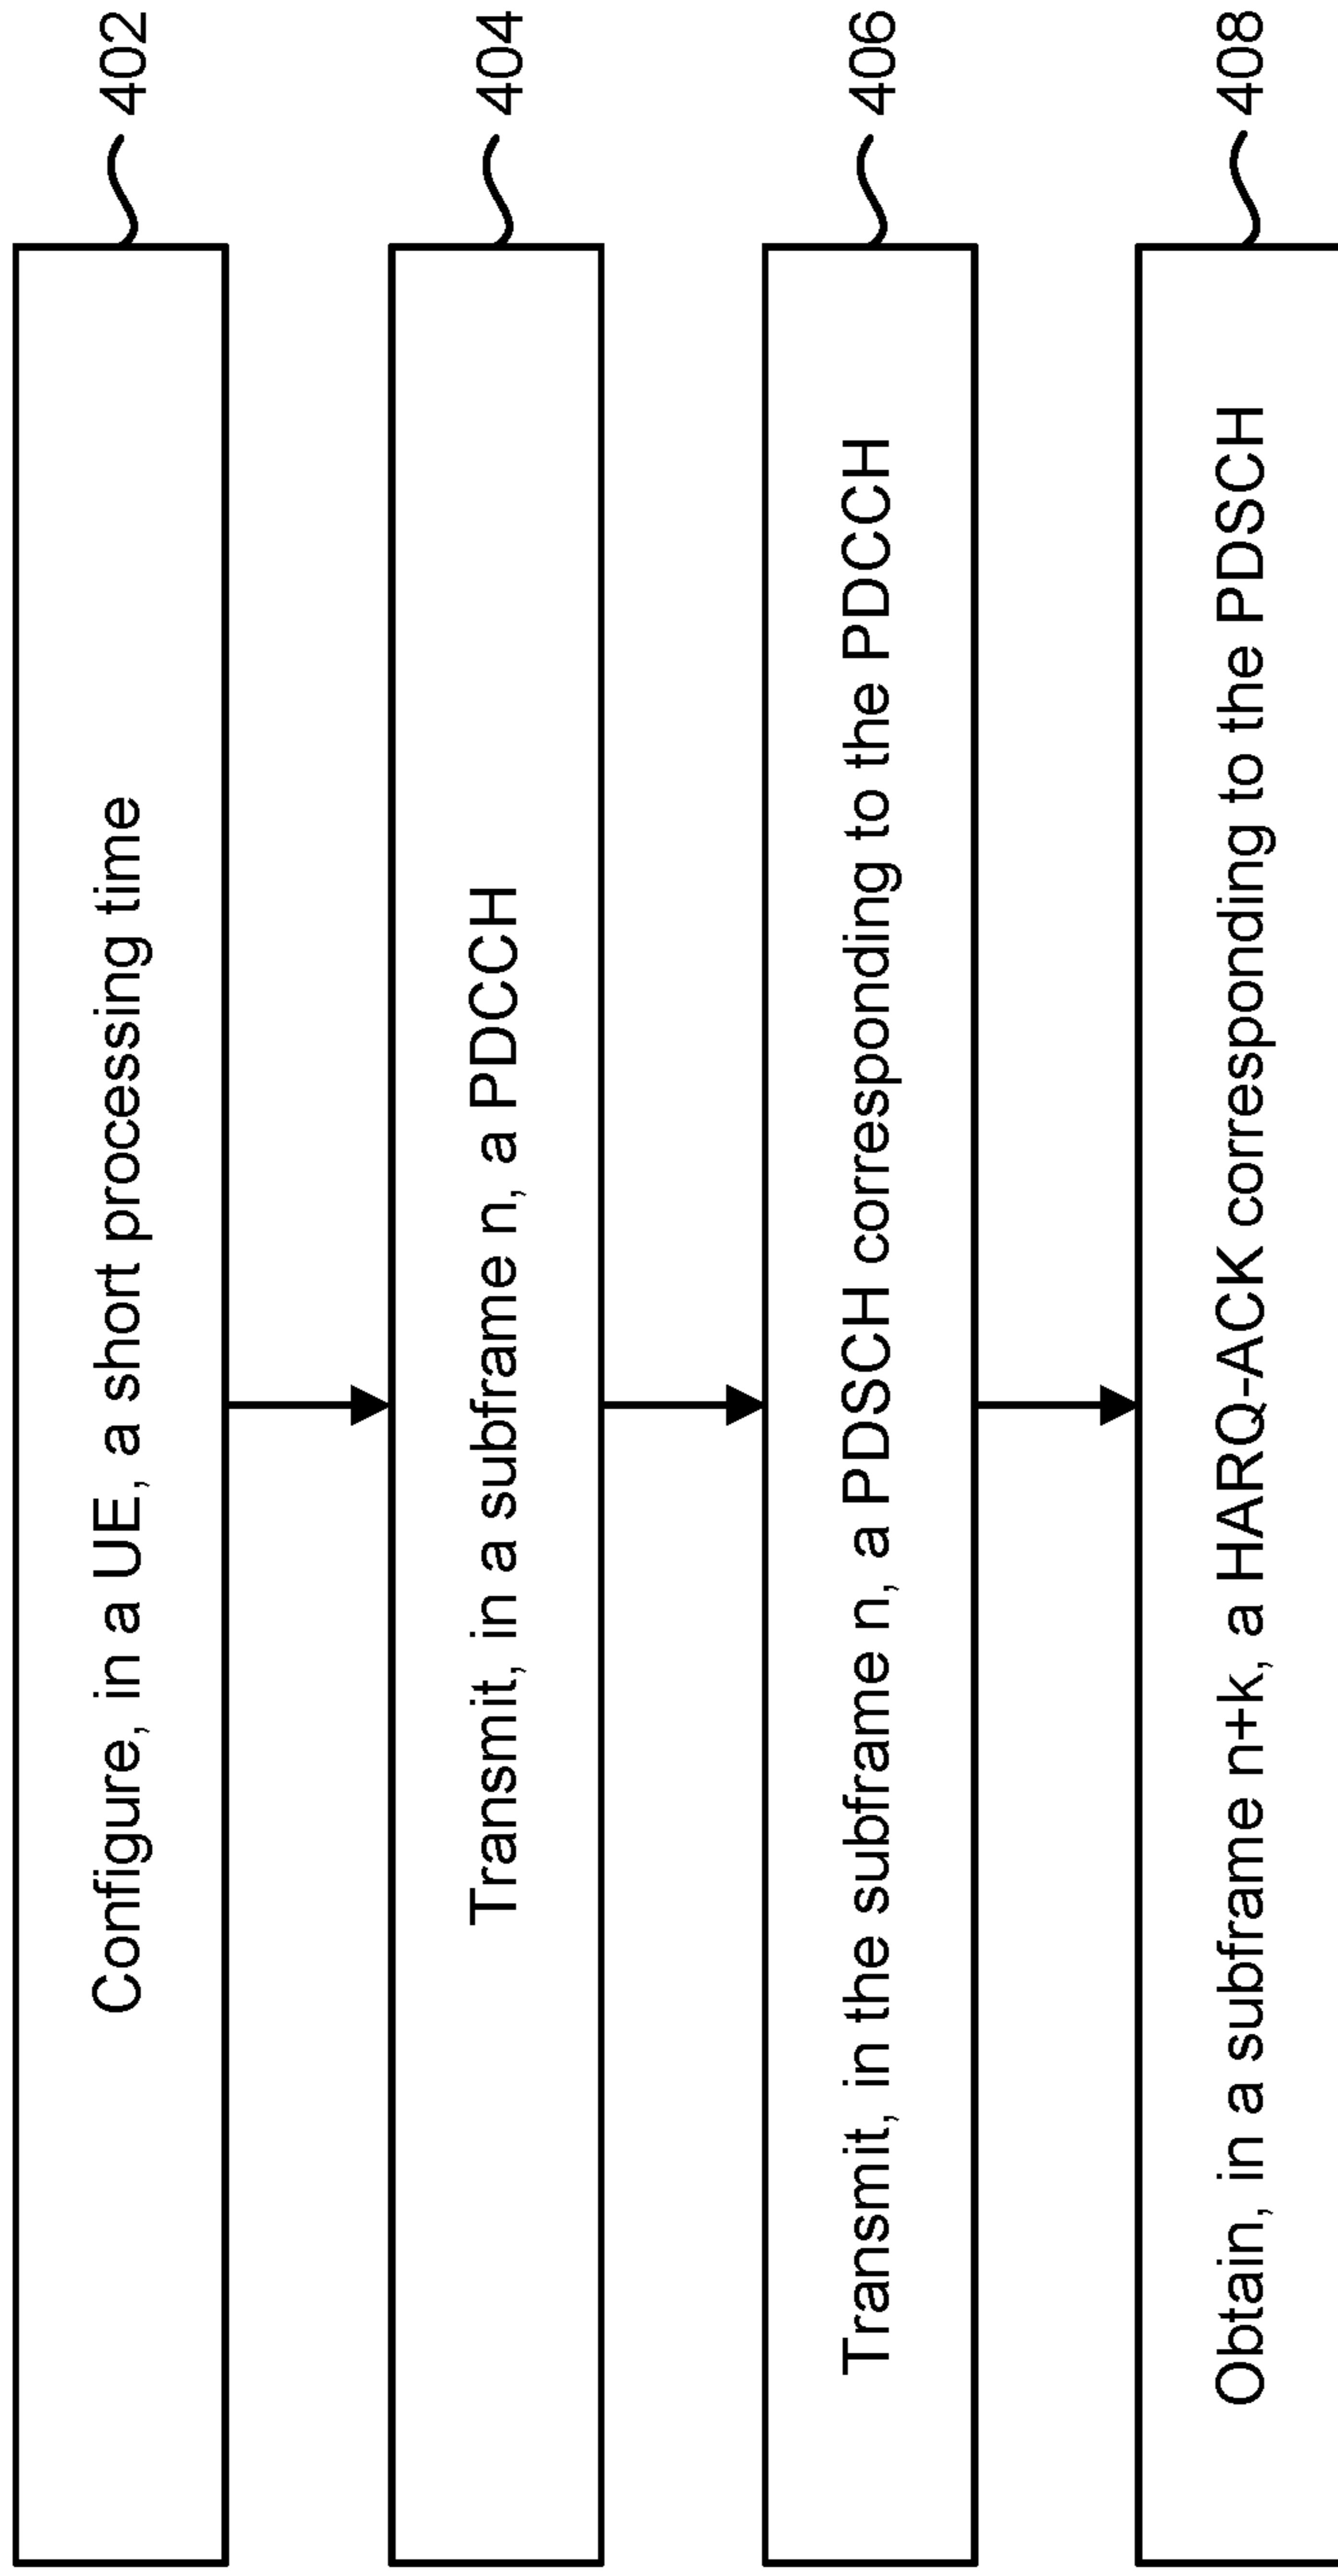 Configure, in a UE, a short processing time
402
Transmit, in a subframe n, a PDCCH
404
Transmit, in the subframe n, a PDSCH corresponding to the PDCCH
406
Obtain, in a subframe n+k, a HARQ-ACK corresponding to the PDSCH
408